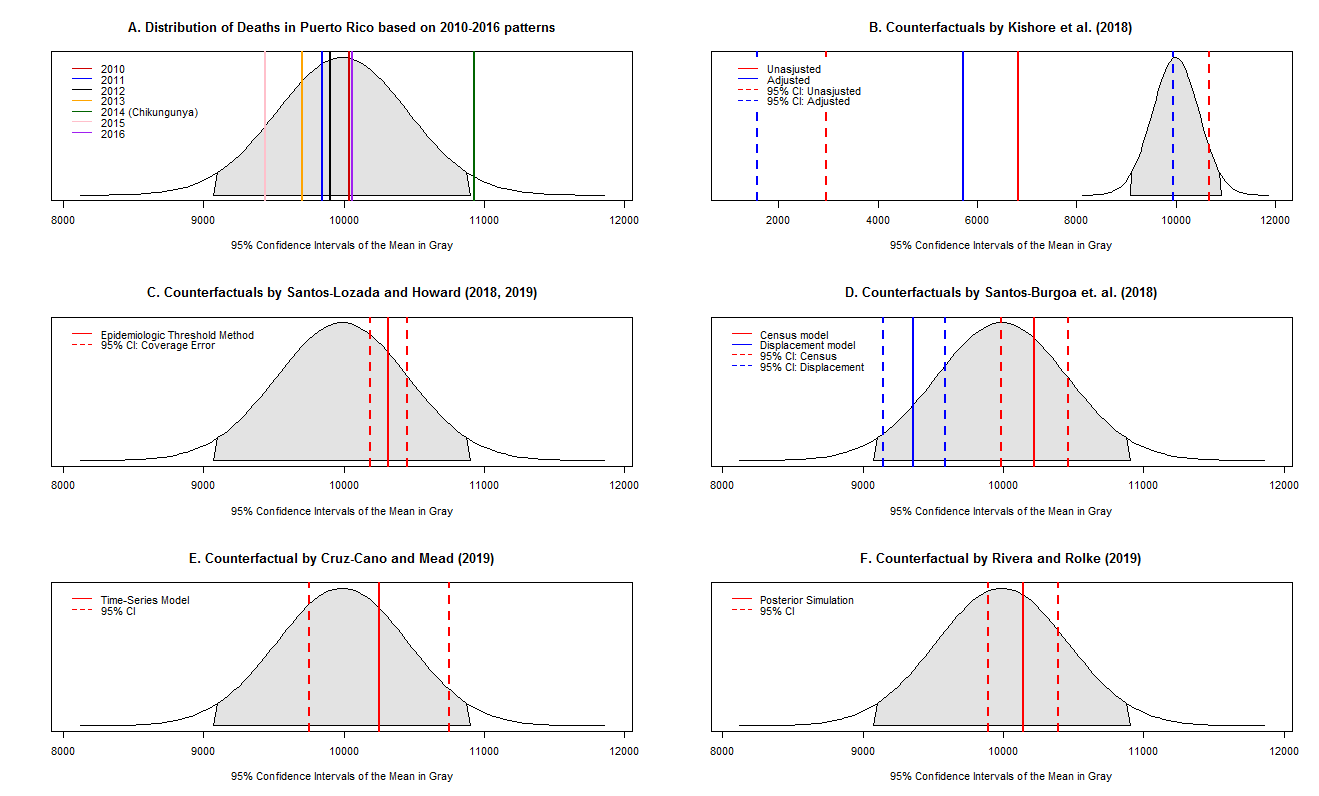 A. Distribution of Deaths in Puerto Rico based on 2010-2016 patterns
2010
2011
2012
2013
2014 (Chikungunya)
2015
2016
8000 9000 10000 11000 12000
95% Confidence Intervals of the Mean in Gray
B. Counterfactuals by Kishore et al. (2018)
Unasjusted
Adjusted
95% CI: Unasjusted
95% CI: Adjusted
2000 4000 6000 8000 10000 12000
95% Confidence Intervals of the Mean in Gray
C. Counterfactuals by Santos-Lozada and Howard (2018, 2019)
Epidemiologic Threshold Method
95% CI: Coverage Error
8000 9000 10000 11000 12000
95% Confidence Intervals of the Mean in Gray
D. Counterfactuals by Santos-Burgoa et. al. (2018)
Census model
Displacement model
95% CI: Census
95% CI: Displacement
8000 9000 10000 11000 12000
95% Confidence Intervals of the Mean in Gray
E. Counterfactual by Cruz-Cano and Mead (2019)
Time-Series Model
95% CI
8000 9000 10000 11000 12000
95% Confidence Intervals of the Mean in Gray
F. Counterfactual by Rivera and Rolke (2019)
Posterior Simulation
95% CI
8000 9000 10000 11000 12000
95% Confidence Intervals of the Mean in Gray